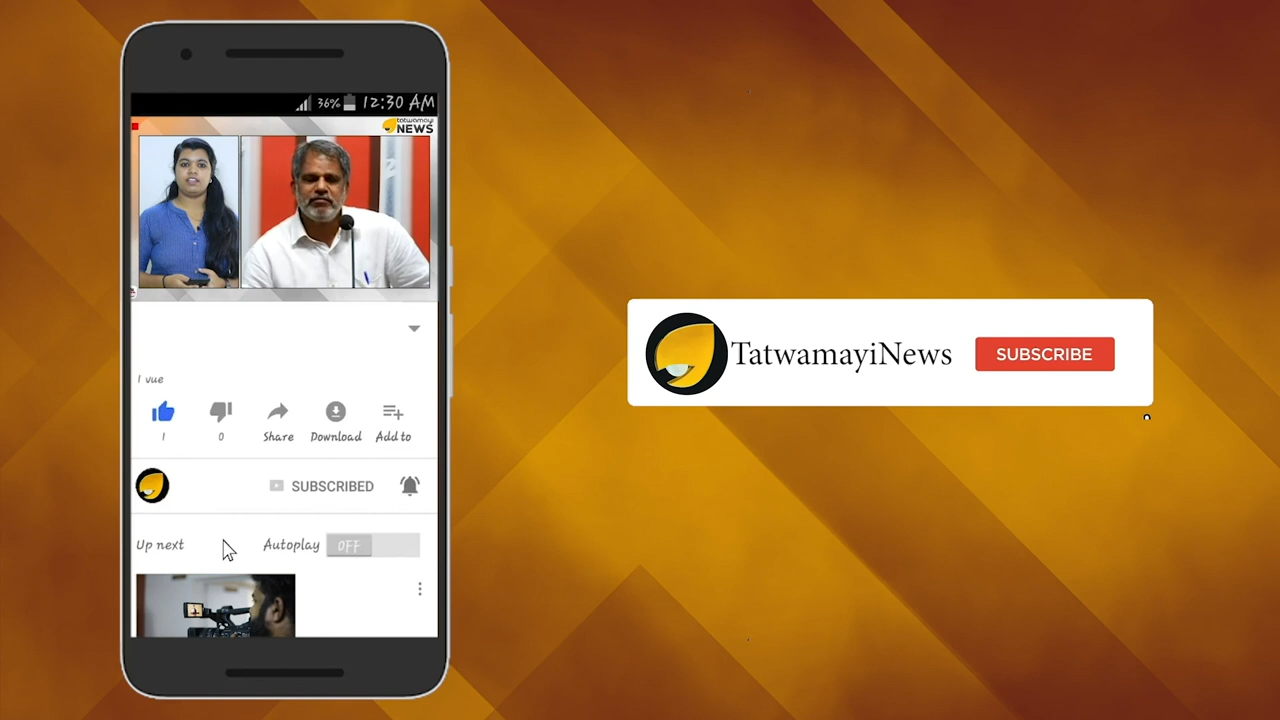 36% 12:30 AM
tatwamayi
NEWS
1 vue
1
0
Share
Download
Add to
SUBSCRIBED
Up next
Autoplay
OFF
TatwamayiNews
SUBSCRIBE